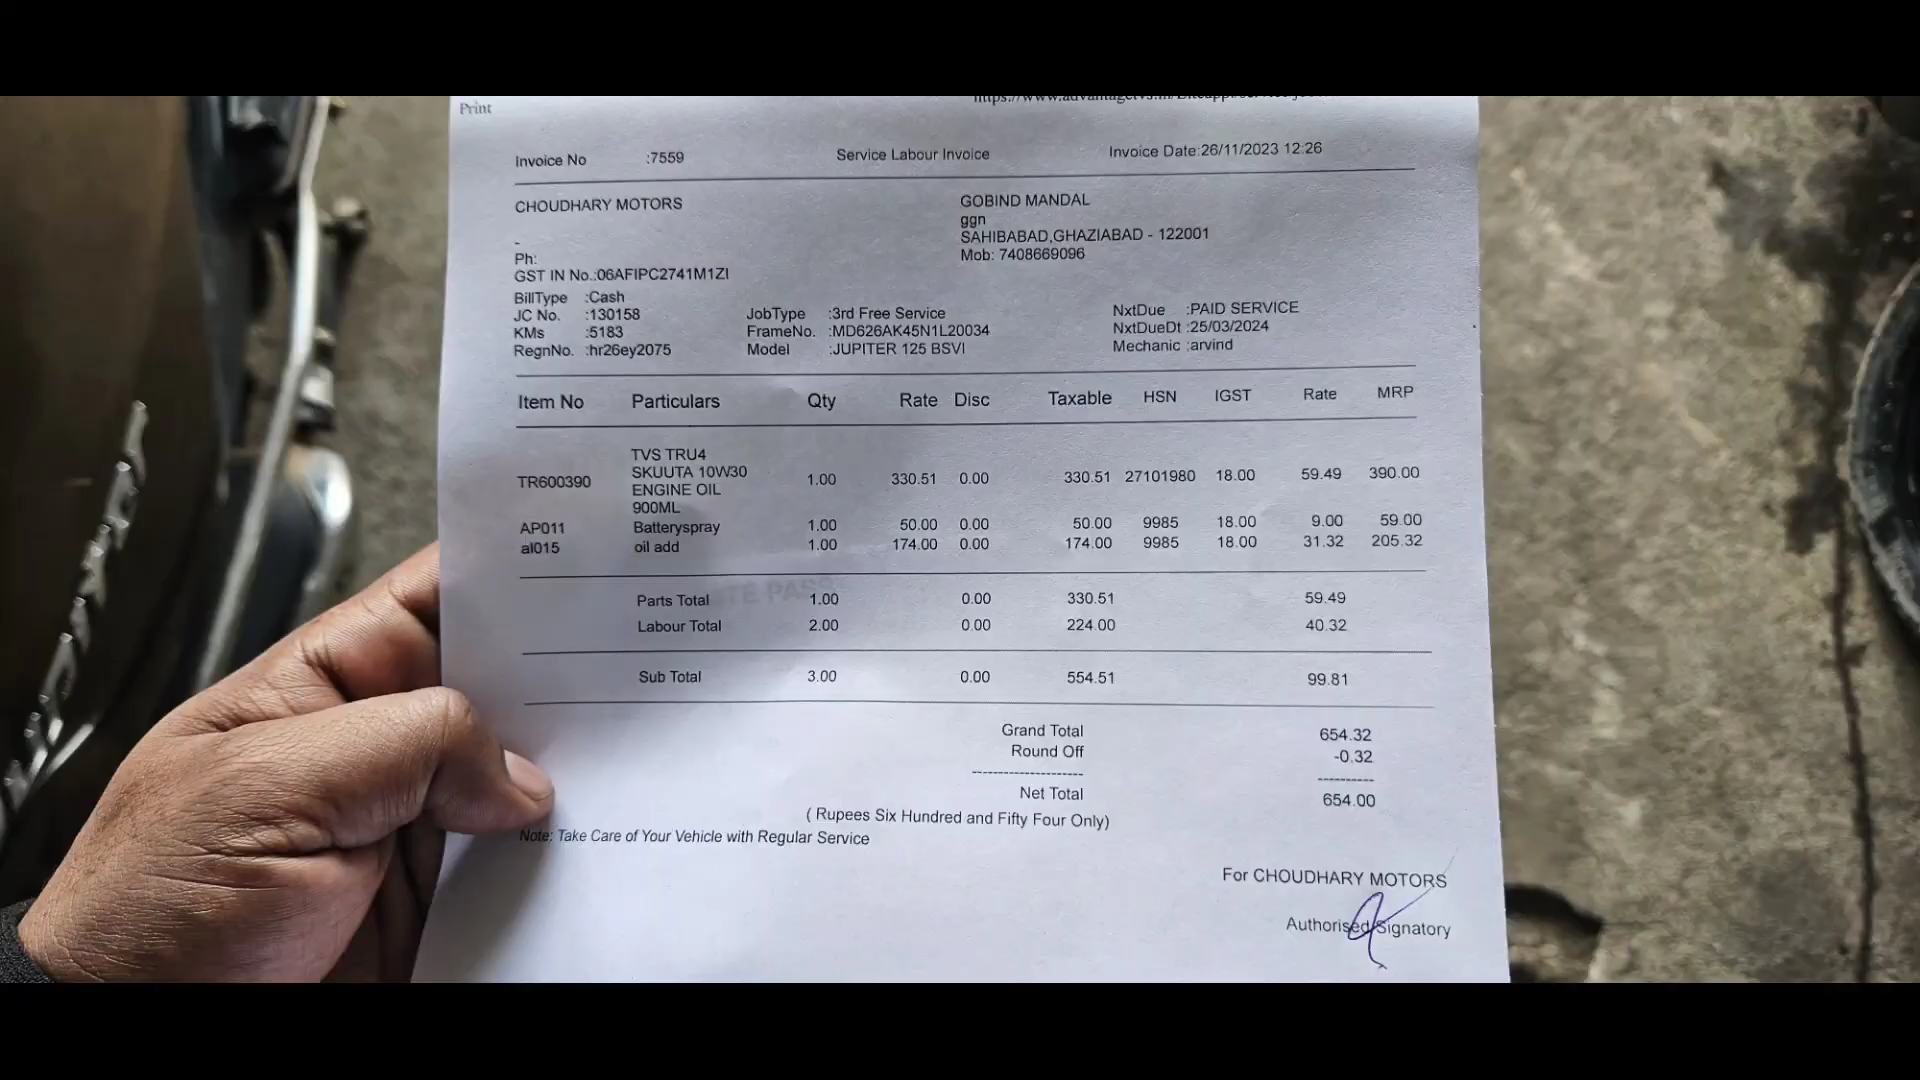 Print
Invoice No :7559 Service Labour Invoice Invoice Date:26/11/2023 12:26
CHOUDHARY MOTORS
-
Ph:
GST IN No.:06AFIPC2741M1ZI
GOBIND MANDAL
ggn
SAHIBABAD,GHAZIABAD - 122001
Mob: 7408669096
BillType :Cash
JC No. :130158 JobType :3rd Free Service NxtDue :PAID SERVICE
KMs :5183 FrameNo. :MD626AK45N1L20034 NxtDueDt :25/03/2024
RegnNo. :hr26ey2075 Model :JUPITER 125 BSVI Mechanic :arvind
Item No Particulars Qty Rate Disc Taxable HSN IGST Rate MRP
TR600390 TVS TRU4 SKUUTA 10W30 ENGINE OIL 900ML 1.00 330.51 0.00 330.51 27101980 18.00 59.49 390.00
AP011 Batteryspray 1.00 50.00 0.00 50.00 9985 18.00 9.00 59.00
al015 oil add 1.00 174.00 0.00 174.00 9985 18.00 31.32 205.32
Parts Total 1.00 0.00 330.51 59.49
Labour Total 2.00 0.00 224.00 40.32
Sub Total 3.00 0.00 554.51 99.81
Grand Total 654.32
Round Off -0.32
Net Total 654.00
( Rupees Six Hundred and Fifty Four Only)
Note: Take Care of Your Vehicle with Regular Service
For CHOUDHARY MOTORS
Authorised Signatory